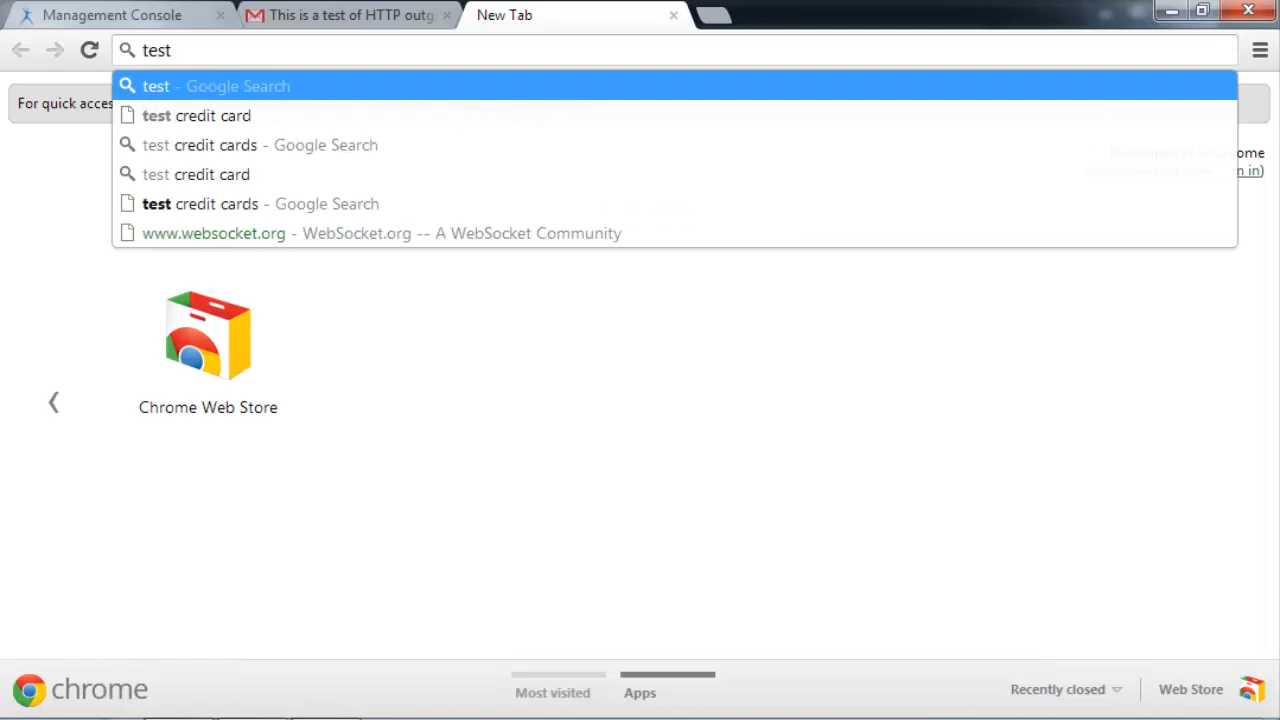 Management Console
This is a test of HTTP outg
New Tab
test
test - Google Search
For quick acces
test credit card
test credit cards - Google Search
ome
test credit card
n in)
test credit cards - Google Search
www.websocket.org - WebSocket.org -- A WebSocket Community
Chrome Web Store
chrome
Most visited
Apps
Recently closed
Web Store